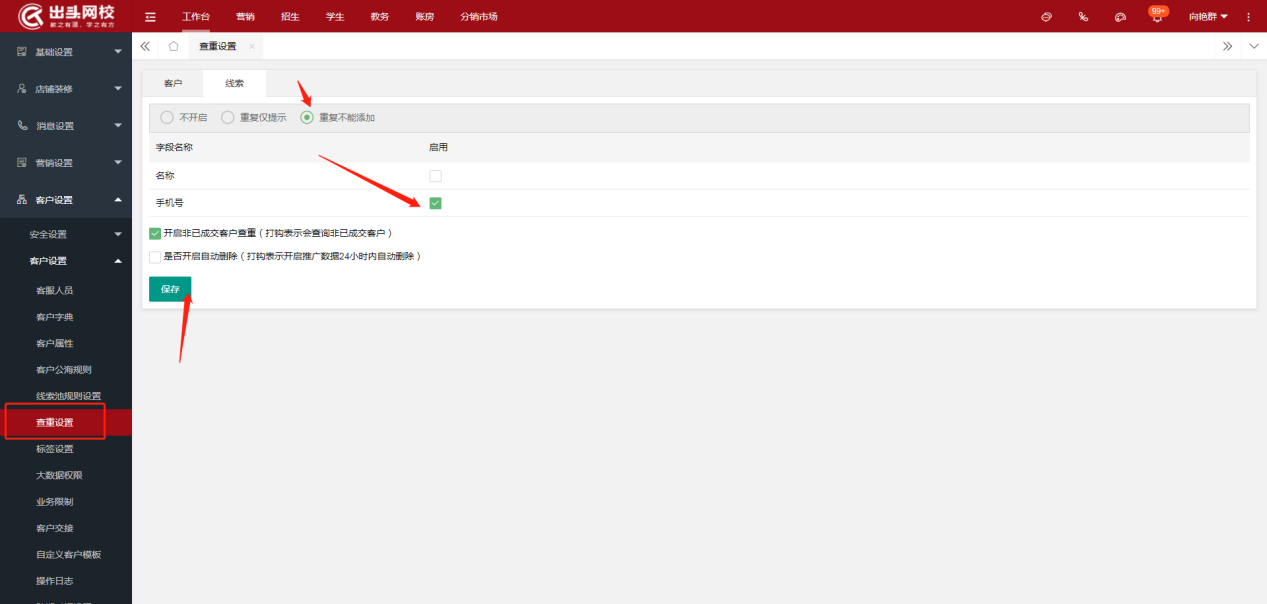 出头网校
教之有道，学之有方
工作台 营销 招生 学生 教务 账房 分销市场
99+
向艳群
基础设置
店铺装修
消息设置
营销设置
客户设置
安全设置
客户设置
客服人员
客户字典
客户属性
客户公海规则
线索池规则设置
查重设置
标签设置
大数据权限
业务限制
客户交接
自定义客户模板
操作日志
查重设置 ×
客户 线索
不开启 重复仅提示 重复不能添加
字段名称 启用
名称
手机号
开启非已成交客户查重（打钩表示会查询非已成交客户）
是否开启自动删除（打钩表示开启推广数据24小时内自动删除）
保存